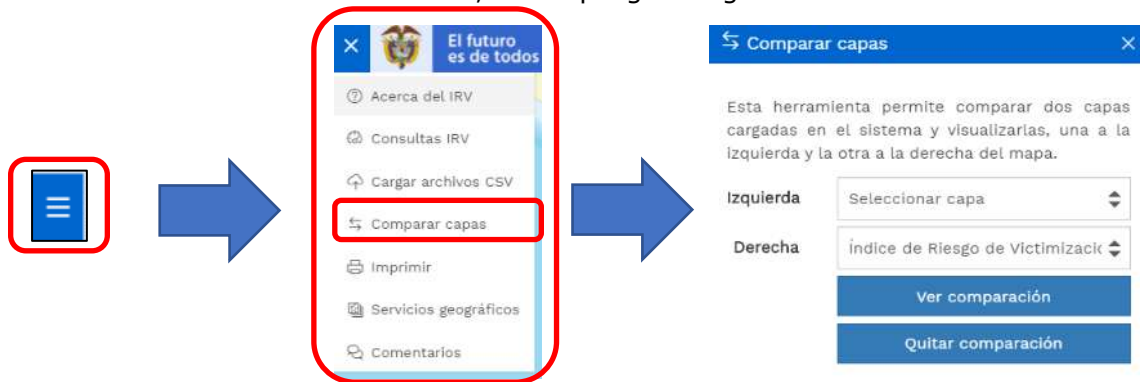 El futuro
es de todos
Acerca del IRV
Consultas IRV
Cargar archivos CSV
Comparar capas
Imprimir
Servicios geográficos
Comentarios
Comparar capas
Esta herramienta permite comparar dos capas
cargadas en el sistema y visualizarlas, una a la
izquierda y la otra a la derecha del mapa.
Izquierda Seleccionar capa
Derecha Índice de Riesgo de Victimizaci
Ver comparación
Quitar comparación